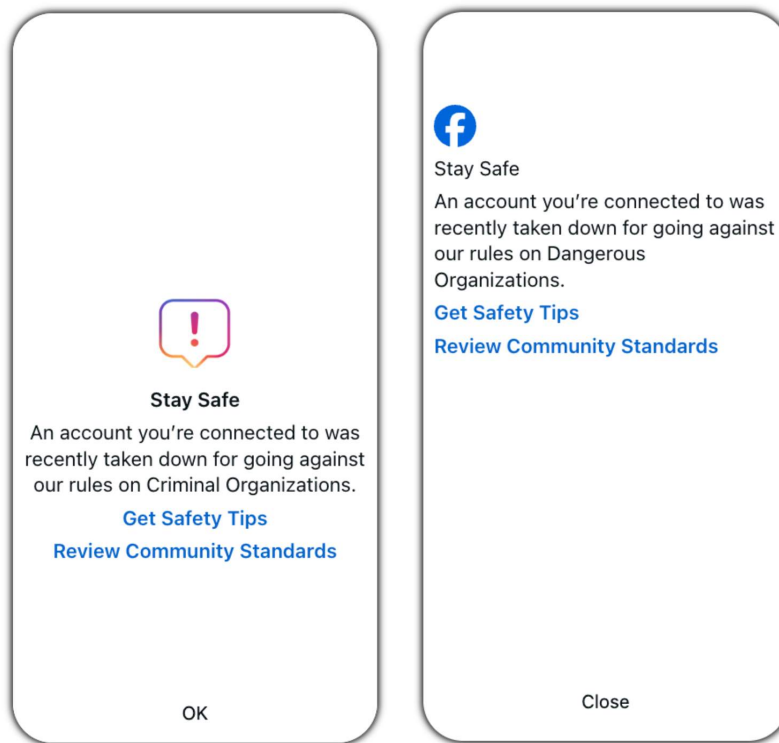 Stay Safe
An account you’re connected to was
recently taken down for going against
our rules on Criminal Organizations.
Get Safety Tips
Review Community Standards
OK
Stay Safe
An account you’re connected to was
recently taken down for going against
our rules on Dangerous
Organizations.
Get Safety Tips
Review Community Standards
Close